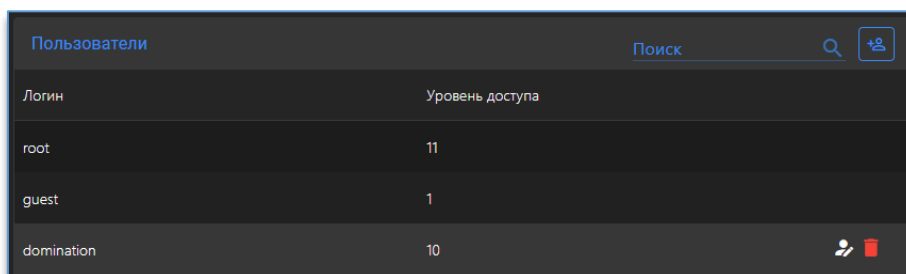 Пользователи Поиск
Логин Уровень доступа
root 11
guest 1
domination 10